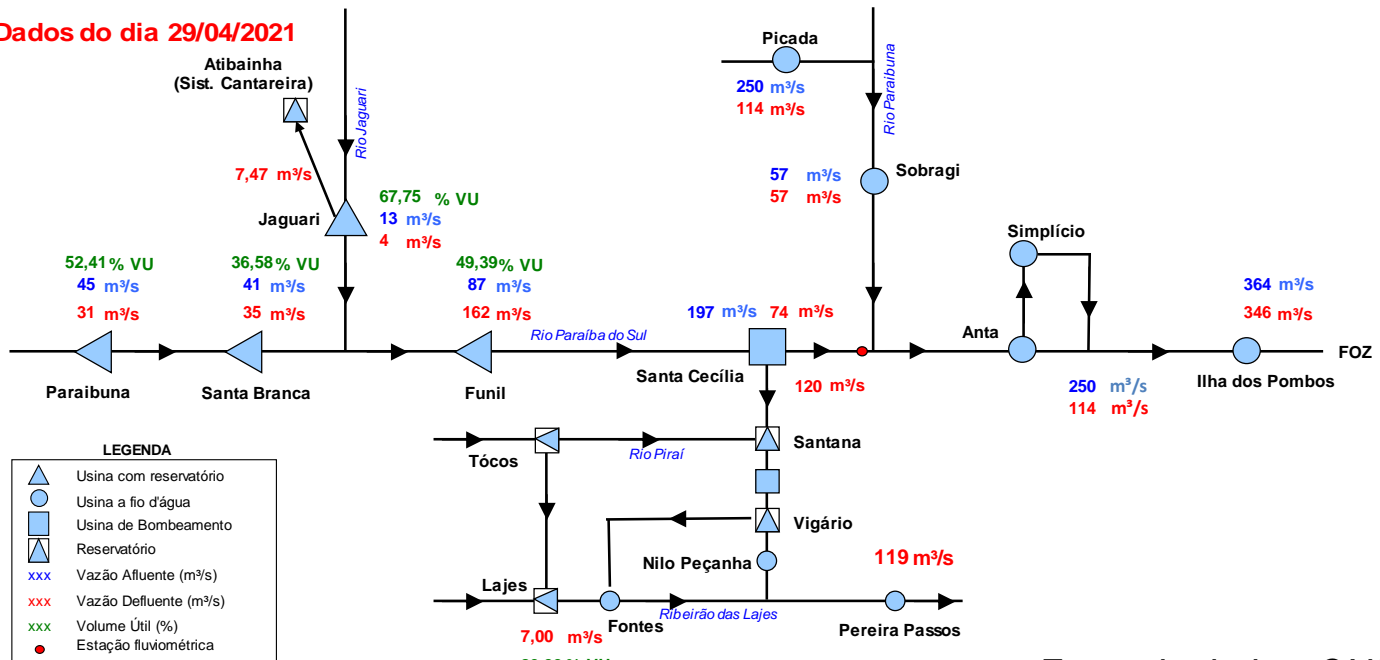 Dados do dia 29/04/2021
Atibainha
(Sist. Cantareira)
Rio Jaguari
7,47 m³/s
Jaguari
67,75 % VU
13 m³/s
4 m³/s
Picada
250 m³/s
114 m³/s
Rio Paraibuna
57 m³/s
57 m³/s
Sobragi
Simplício
52,41 % VU
45 m³/s
31 m³/s
Paraibuna
36,58 % VU
41 m³/s
35 m³/s
Santa Branca
49,39 % VU
87 m³/s
162 m³/s
Funil
Rio Paraíba do Sul
197 m³/s 74 m³/s
Santa Cecília
120 m³/s
Anta
250 m³/s
114 m³/s
364 m³/s
346 m³/s
Ilha dos Pombos
FOZ
Tócos
Rio Piraí
Santana
Vigário
Nilo Peçanha
119 m³/s
Lajes
7,00 m³/s
Fontes
Ribeirão das Lajes
Pereira Passos
LEGENDA
Usina com reservatório
Usina a fio d'água
Usina de Bombeamento
Reservatório
xxx Vazão Afluente (m³/s)
xxx Vazão Defluente (m³/s)
xxx Volume Útil (%)
Estação fluviométrica